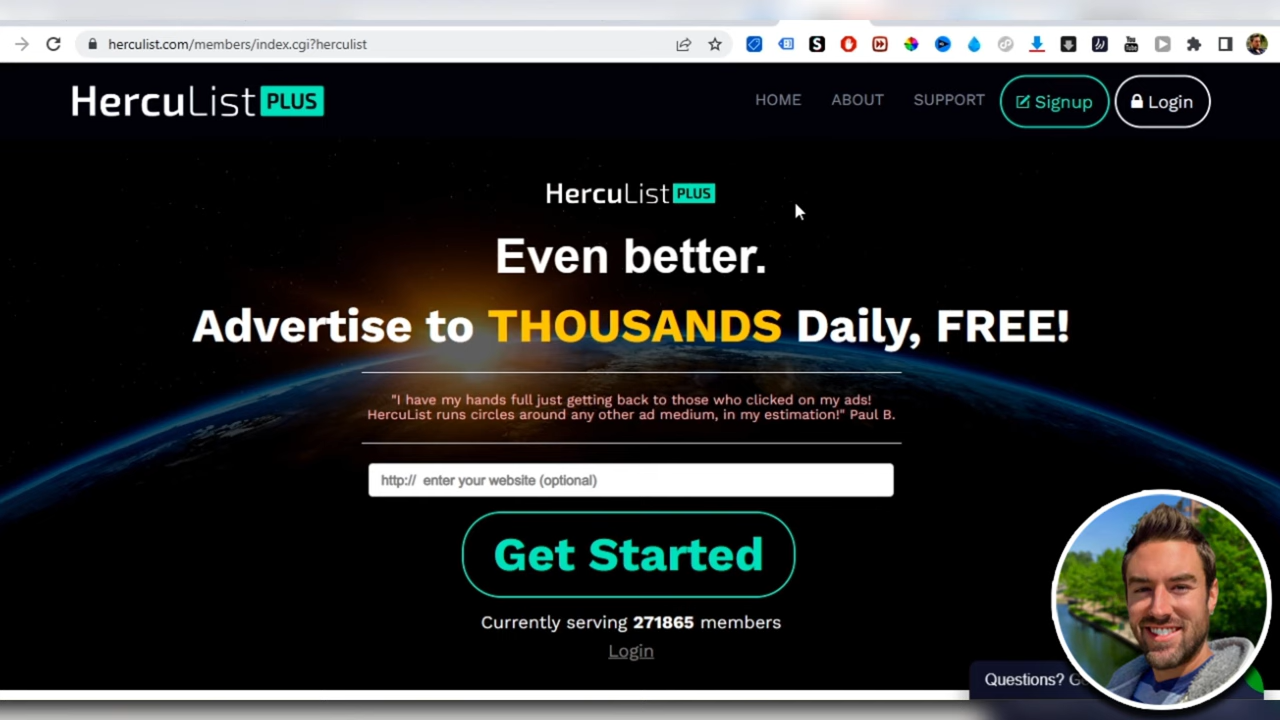 herculist.com/members/index.cgi?herculist
HercuList PLUS
HOME
ABOUT
SUPPORT
Signup
Login
HercuList PLUS
Even better.
Advertise to THOUSANDS Daily, FREE!
"I have my hands full just getting back to those who clicked on my ads!
HercuList runs circles around any other ad medium, in my estimation!" Paul B.
http:// enter your website (optional)
Get Started
Currently serving 271865 members
Login
Questions?